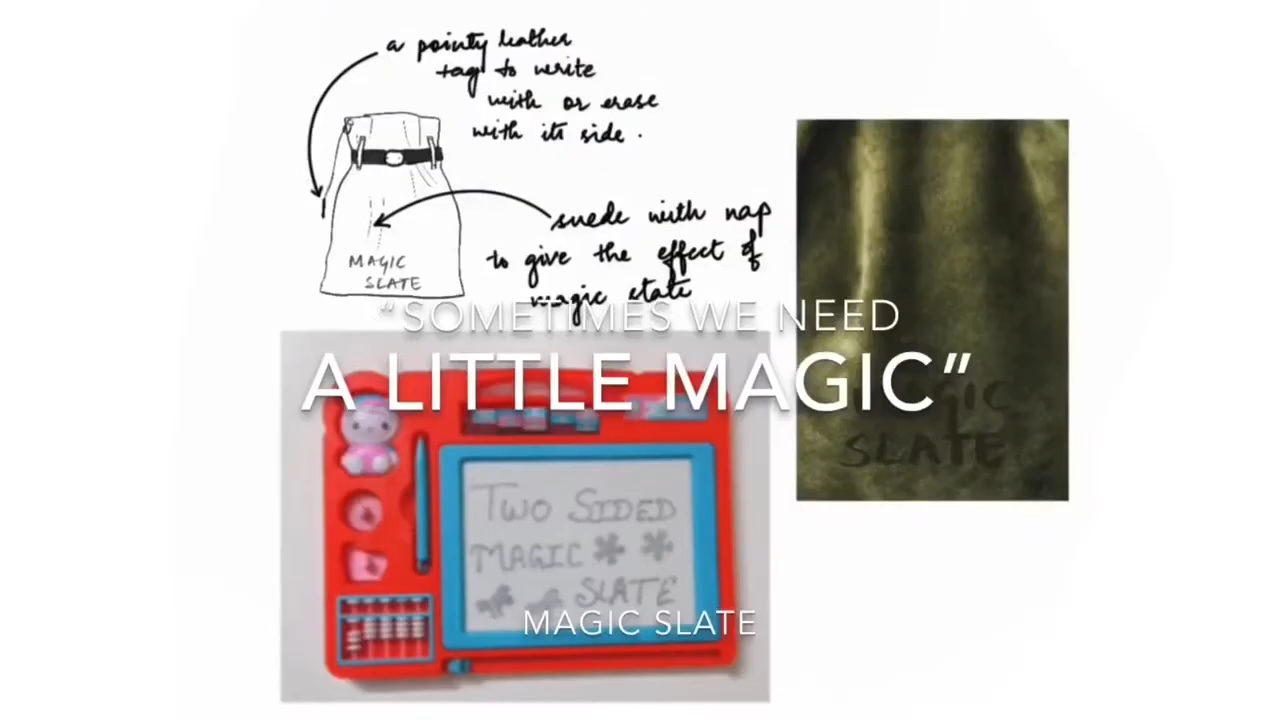 a pointy leather
tag to write
with or erase
with its side.
suede with nap
to give the effect of
magic slate
MAGIC
SLATE
"SOMETIMES WE NEED
A LITTLE MAGIC"
MAGIC
SLATE
TWO SIDED
MAGIC
SLATE
MAGIC SLATE